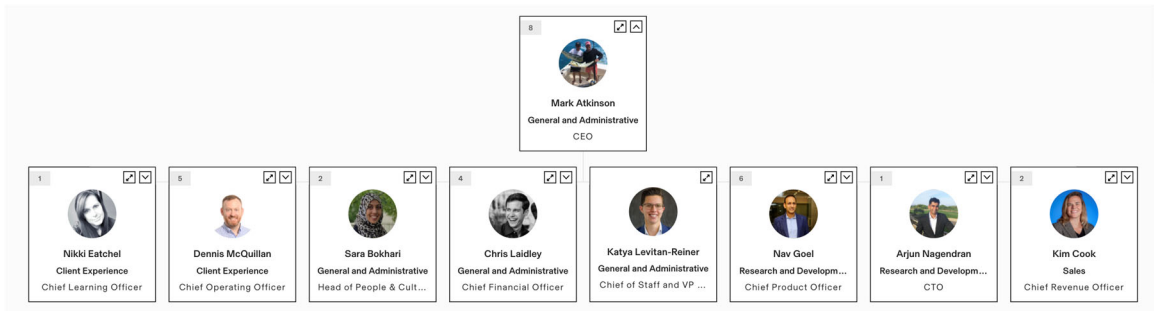 8
Mark Atkinson
General and Administrative
CEO
1
Nikki Eatchel
Client Experience
Chief Learning Officer
5
Dennis McQuillan
Client Experience
Chief Operating Officer
2
Sara Bokhari
General and Administrative
Head of People & Cult...
4
Chris Laidley
General and Administrative
Chief Financial Officer
Katya Levitan-Reiner
General and Administrative
Chief of Staff and VP ...
6
Nav Goel
Research and Developm...
Chief Product Officer
1
Arjun Nagendran
Research and Developm...
CTO
2
Kim Cook
Sales
Chief Revenue Officer